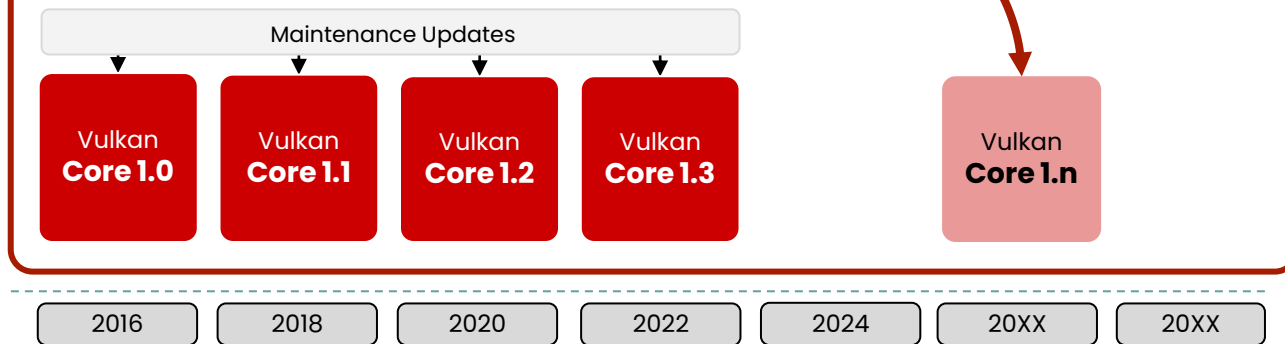 Maintenance Updates
Vulkan
Core 1.0
Vulkan
Core 1.1
Vulkan
Core 1.2
Vulkan
Core 1.3
Vulkan
Core 1.n
2016
2018
2020
2022
2024
20XX
20XX